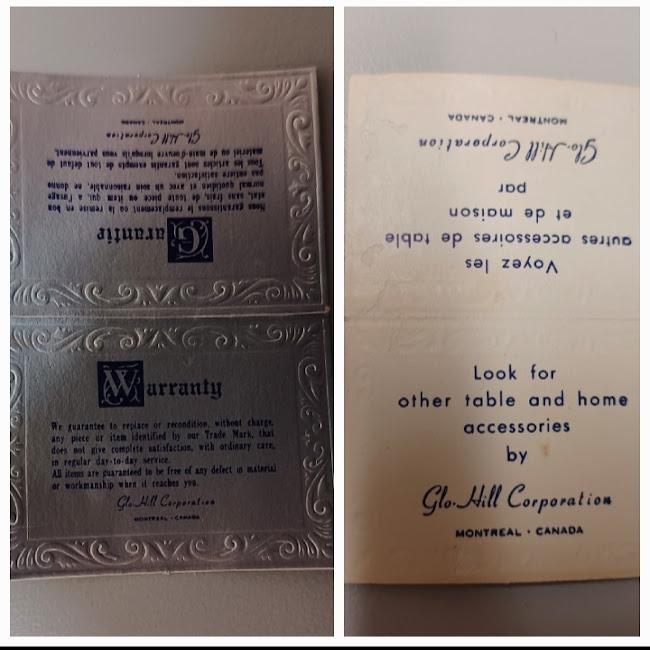 Garantie
Nous garantissons le remplacement ou la remise en bon
état, sans frais, de toute pièce ou item qui, a l'usage
normal quotidien et avec un soin raisonnable, ne donne
pas entière satisfaction.
Tous les articles sont garantis exempts de tout défaut
materiel ou de main-d'œuvre lorsqu'ils vous parviennent.
Glo-Hill Corporation
MONTREAL · CANADA
Warranty
We guarantee to replace or recondition, without charge,
any piece or item identified by our Trade Mark, that
does not give complete satisfaction, with ordinary care,
in regular day-to-day service.
All items are guaranteed to be free of any defect in material
or workmanship when it reaches you.
Glo-Hill Corporation
MONTREAL · CANADA
Voyez les
autres accessoires de table
et de maison
par
Glo-Hill Corporation
MONTREAL · CANADA
Look for
other table and home
accessories
by
Glo-Hill Corporation
MONTREAL · CANADA